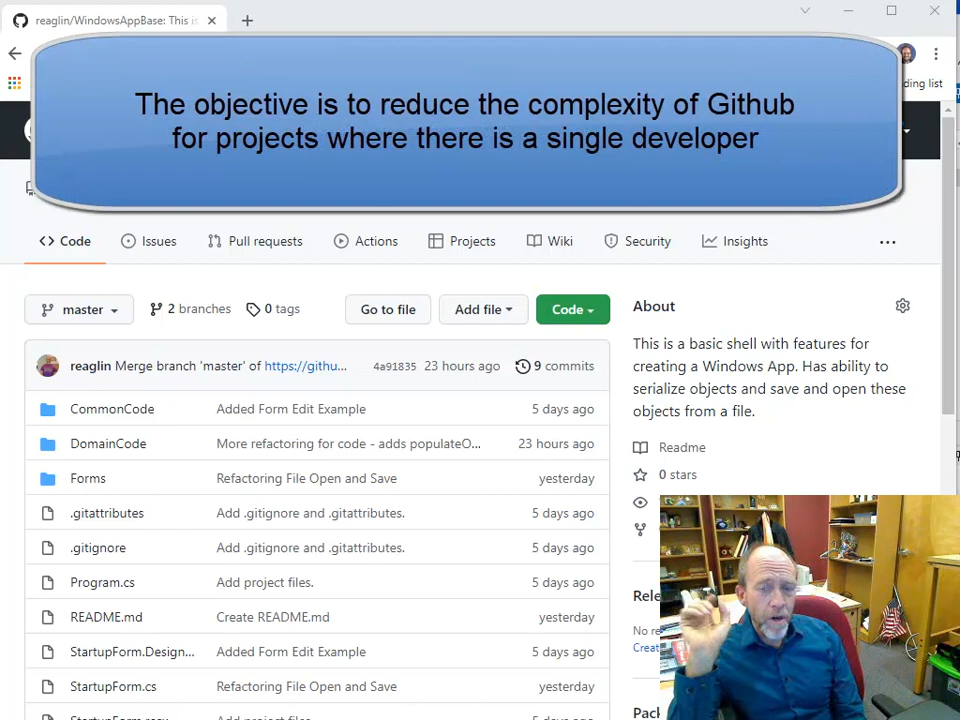 reaglin/WindowsAppBase: This is
The objective is to reduce the complexity of Github
for projects where there is a single developer
ding list
Code
Issues
Pull requests
Actions
Projects
Wiki
Security
Insights
master
2 branches
0 tags
Go to file
Add file
Code
About
This is a basic shell with features for
creating a Windows App. Has ability to
serialize objects and save and open these
objects from a file.
Readme
0 stars
reaglin Merge branch 'master' of https://githu... 4a91835 23 hours ago 9 commits
CommonCode Added Form Edit Example 5 days ago
DomainCode More refactoring for code - adds populateO... 23 hours ago
Forms Refactoring File Open and Save yesterday
.gitattributes Add .gitignore and .gitattributes. 5 days ago
.gitignore Add .gitignore and .gitattributes. 5 days ago
Program.cs Add project files. 5 days ago
README.md Create README.md yesterday
StartupForm.Design... Added Form Edit Example 5 days ago
StartupForm.cs Refactoring File Open and Save yesterday
StartupForm.resx Add project files. 5 days ago
Rele
No re
Creat
Pack